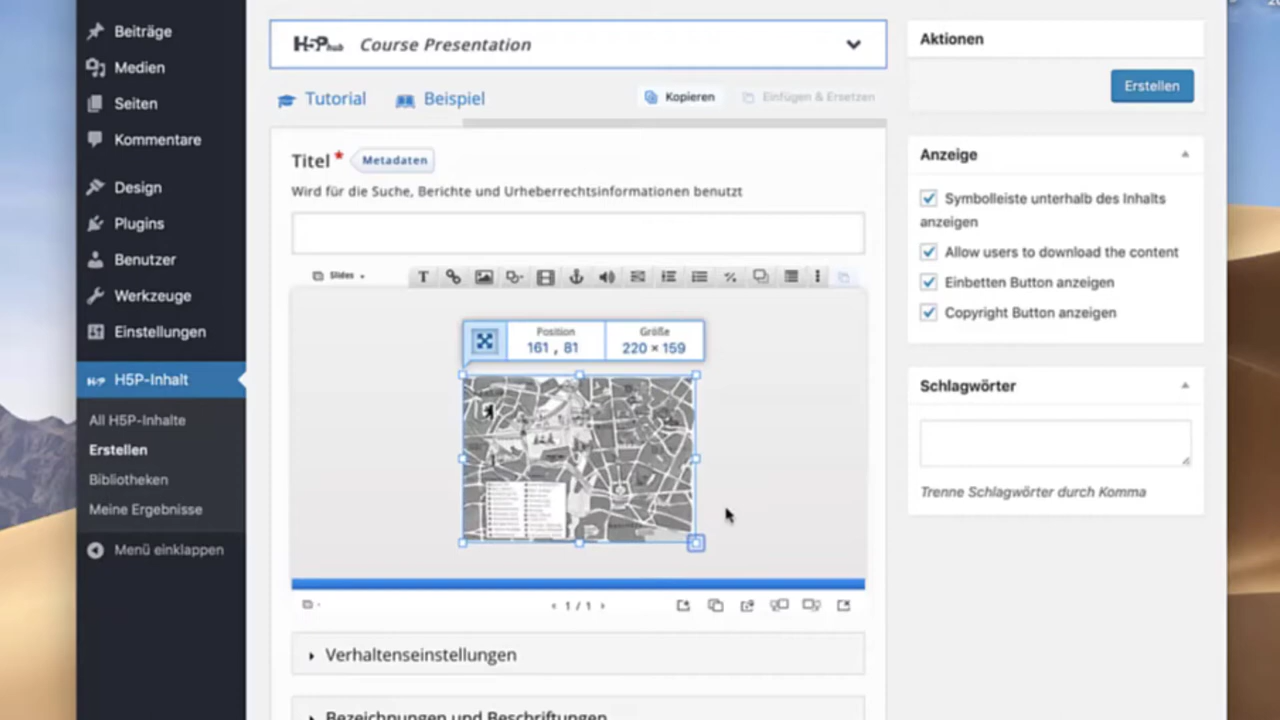 Beiträge
Medien
Seiten
Kommentare
Design
Plugins
Benutzer
Werkzeuge
Einstellungen
H5P-Inhalt
All H5P-Inhalte
Erstellen
Bibliotheken
Meine Ergebnisse
Menü einklappen
H5P hub Course Presentation
Tutorial Beispiel Kopieren Einfügen & Ersetzen
Titel * Metadaten
Wird für die Suche, Berichte und Urheberrechtsinformationen benutzt
Slides
Position Größe
161 , 81 220 × 159
1 / 1
Verhaltenseinstellungen
Bezeichnungen und Beschriftungen
Aktionen
Erstellen
Anzeige
Symbolleiste unterhalb des Inhalts
anzeigen
Allow users to download the content
Einbetten Button anzeigen
Copyright Button anzeigen
Schlagwörter
Trenne Schlagwörter durch Komma